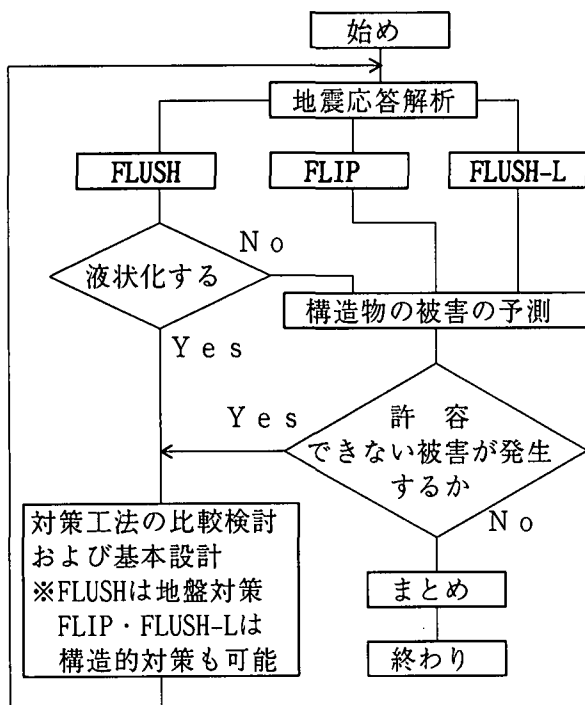 始め
地震応答解析
FLUSH
FLIP
FLUSH-L
No
液状化する
構造物の被害の予測
Yes
Yes
許 容
できない被害が発生
するか
No
対策工法の比較検討
および基本設計
※FLUSHは地盤対策
FLIP・FLUSH-Lは
構造的対策も可能
まとめ
終わり